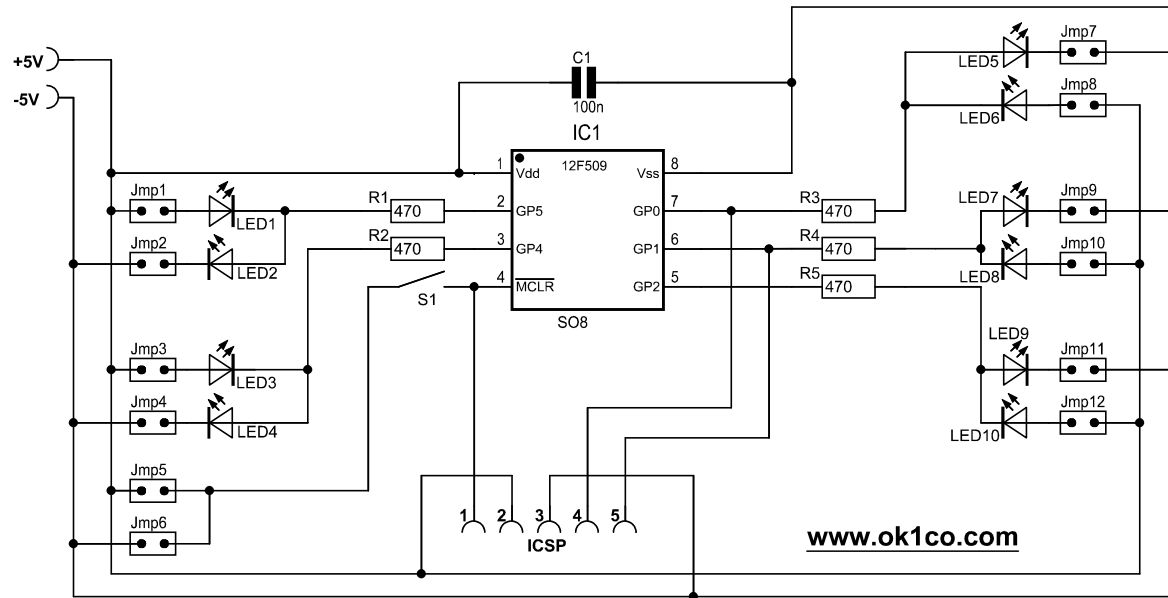 +5V
-5V
C1
100n
IC1
12F509
1
Vdd
2
GP5
3
GP4
4
MCLR
8
Vss
7
GP0
6
GP1
5
GP2
SO8
Jmp1
LED1
Jmp2
LED2
R1
470
R2
470
S1
Jmp3
LED3
Jmp4
LED4
Jmp5
Jmp6
R3
470
R4
470
R5
470
LED5
Jmp7
LED6
Jmp8
LED7
Jmp9
LED8
Jmp10
LED9
Jmp11
LED10
Jmp12
1 2 3 4 5
ICSP
www.ok1co.com